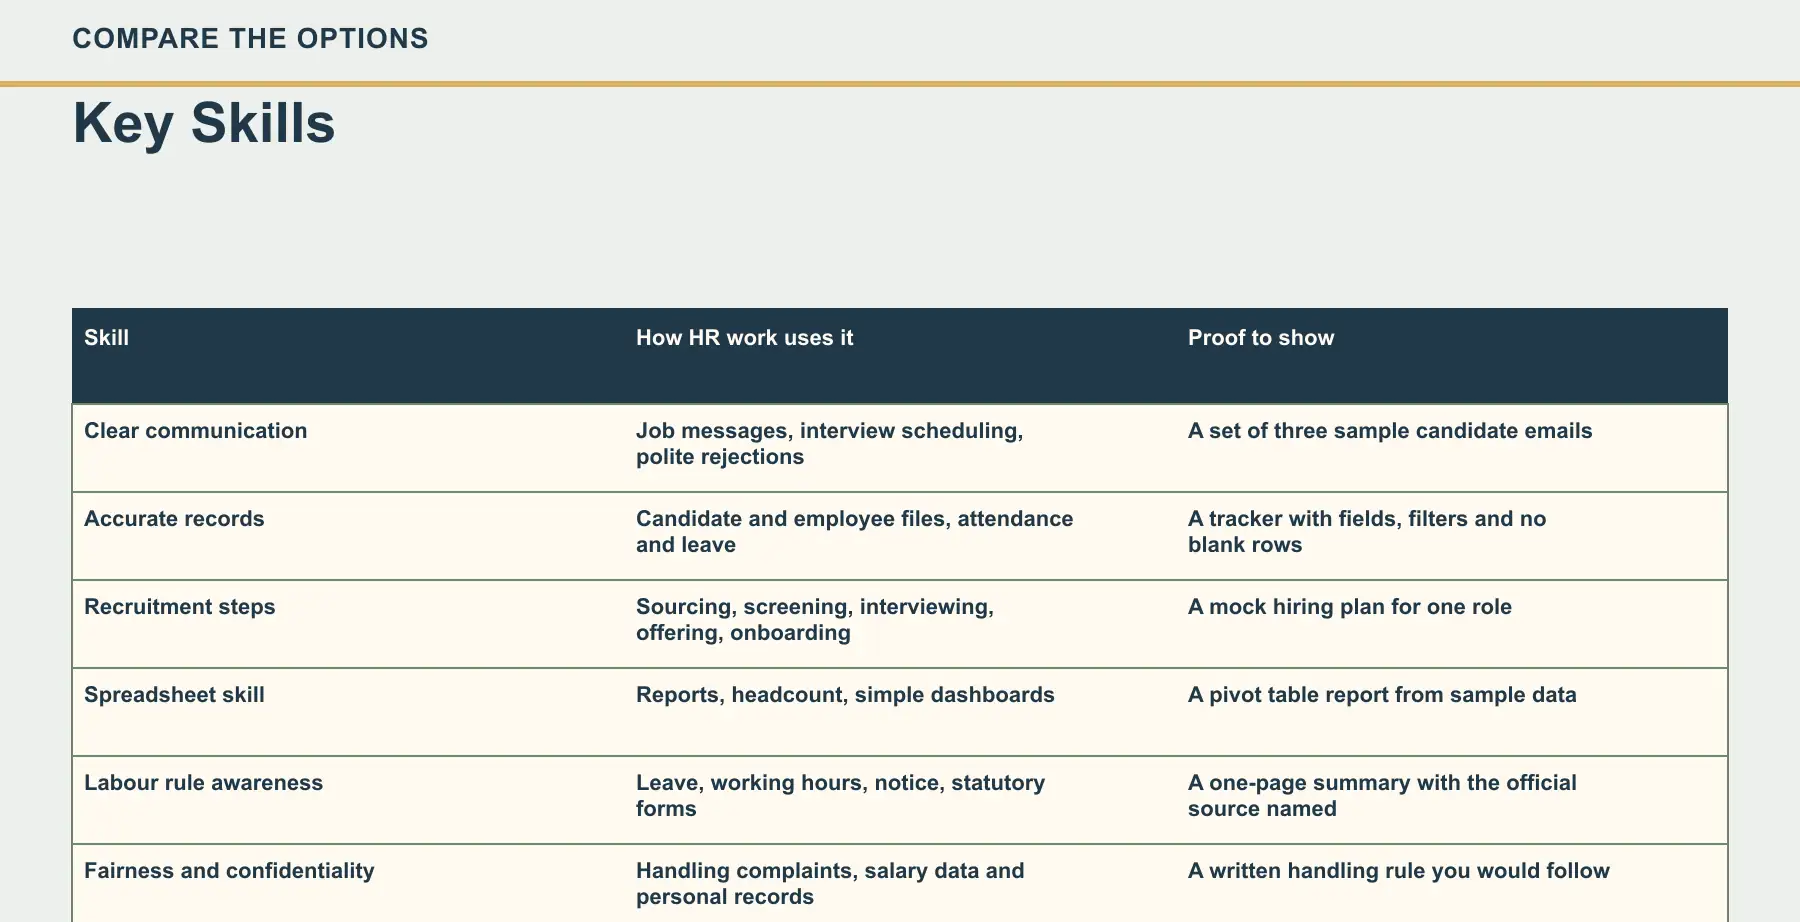 COMPARE THE OPTIONS
Key Skills
Skill
How HR work uses it
Proof to show
Clear communication
Job messages, interview scheduling,
polite rejections
A set of three sample candidate emails
Accurate records
Candidate and employee files, attendance
and leave
A tracker with fields, filters and no
blank rows
Recruitment steps
Sourcing, screening, interviewing,
offering, onboarding
A mock hiring plan for one role
Spreadsheet skill
Reports, headcount, simple dashboards
A pivot table report from sample data
Labour rule awareness
Leave, working hours, notice, statutory
forms
A one-page summary with the official
source named
Fairness and confidentiality
Handling complaints, salary data and
personal records
A written handling rule you would follow